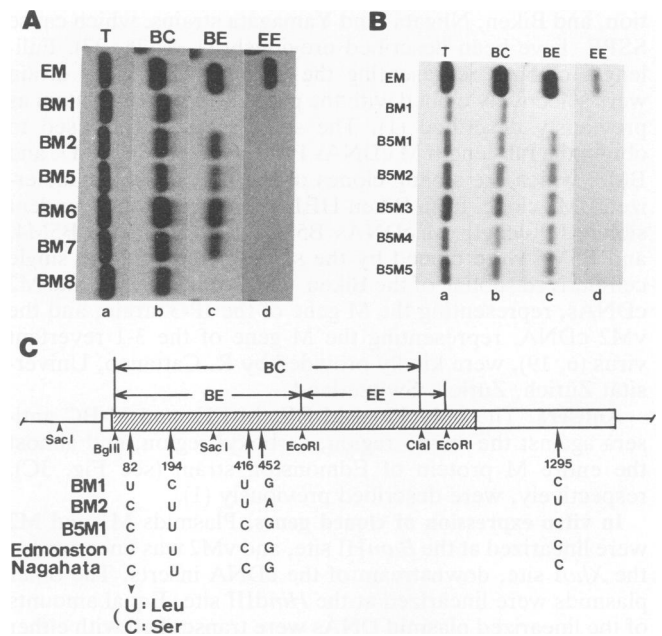 A
T BC BE EE
EM
BM1
BM2
BM5
BM6
BM7
BM8
a b c d
B
T BC BE EE
EM
BM1
B5M1
B5M2
B5M3
B5M4
B5M5
a b c d
C
BC
BE EE
SacI BglII SacI EcoRI ClaI EcoRI
82 194 416 452 1295
BM1 U C U G C
BM2 C U U G C
B5M1 C U C G C
Edmonston C U C G C
Nagahata C U C G C
(U : Leu
C : Ser